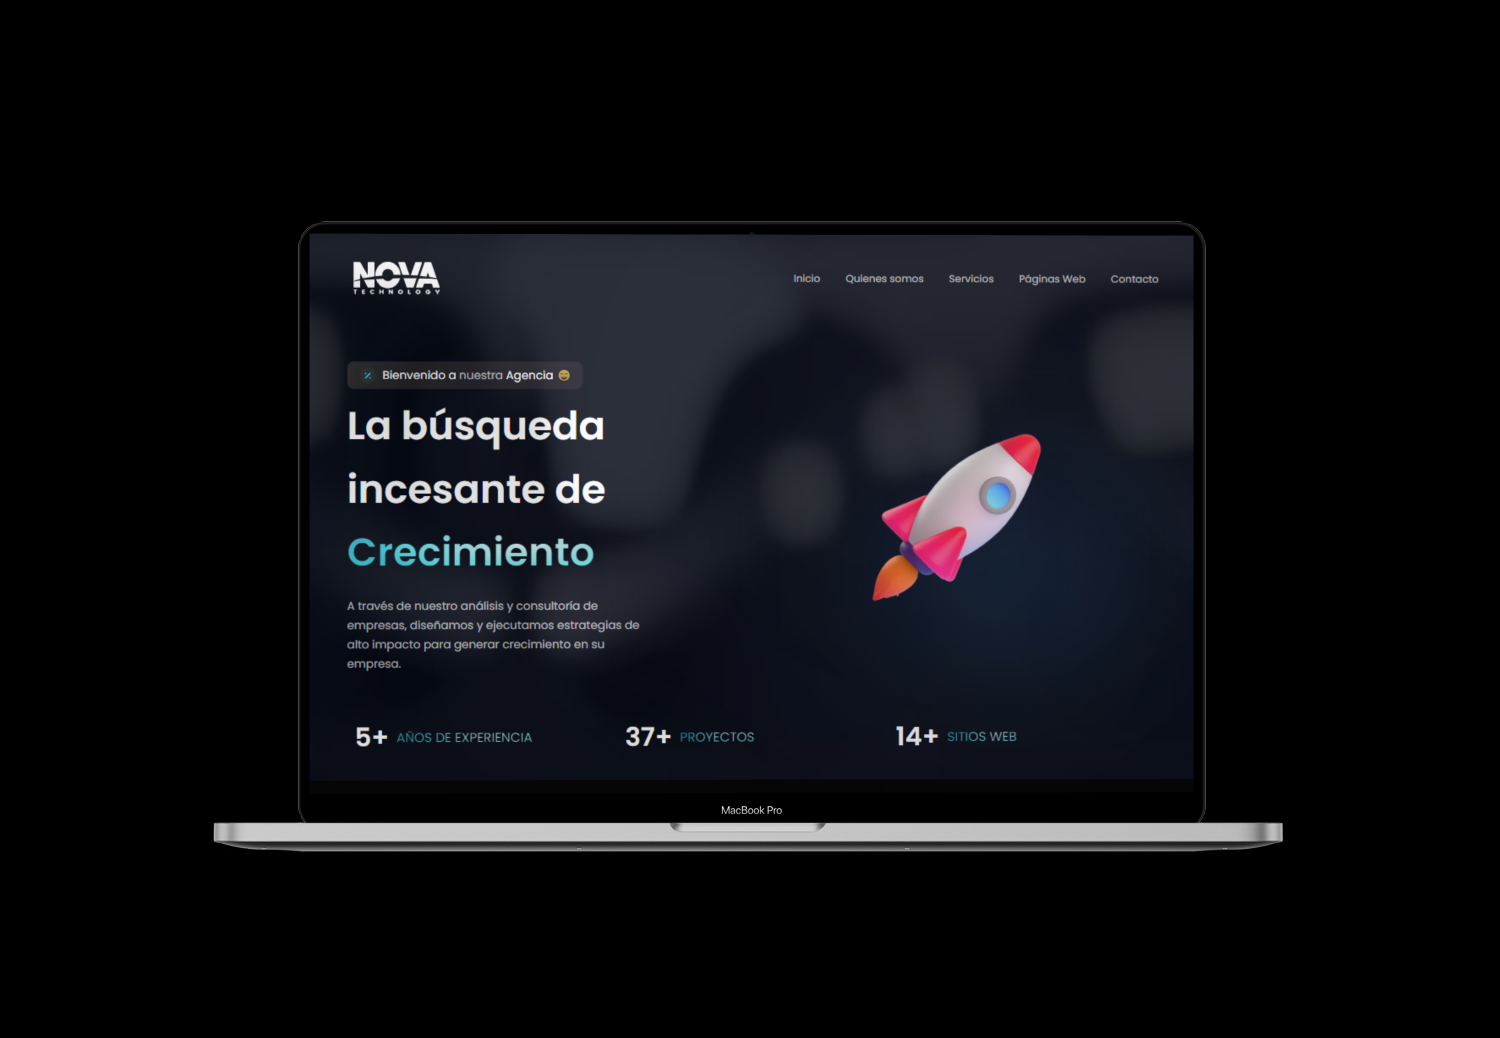 NOVA
TECHNOLOGY
Inicio Quienes somos Servicios Páginas Web Contacto
Bienvenido a nuestra Agencia
La búsqueda
incesante de
Crecimiento
A través de nuestro análisis y consultoría de
empresas, diseñamos y ejecutamos estrategias de
alto impacto para generar crecimiento en su
empresa.
5+ AÑOS DE EXPERIENCIA 37+ PROYECTOS 14+ SITIOS WEB
MacBook Pro